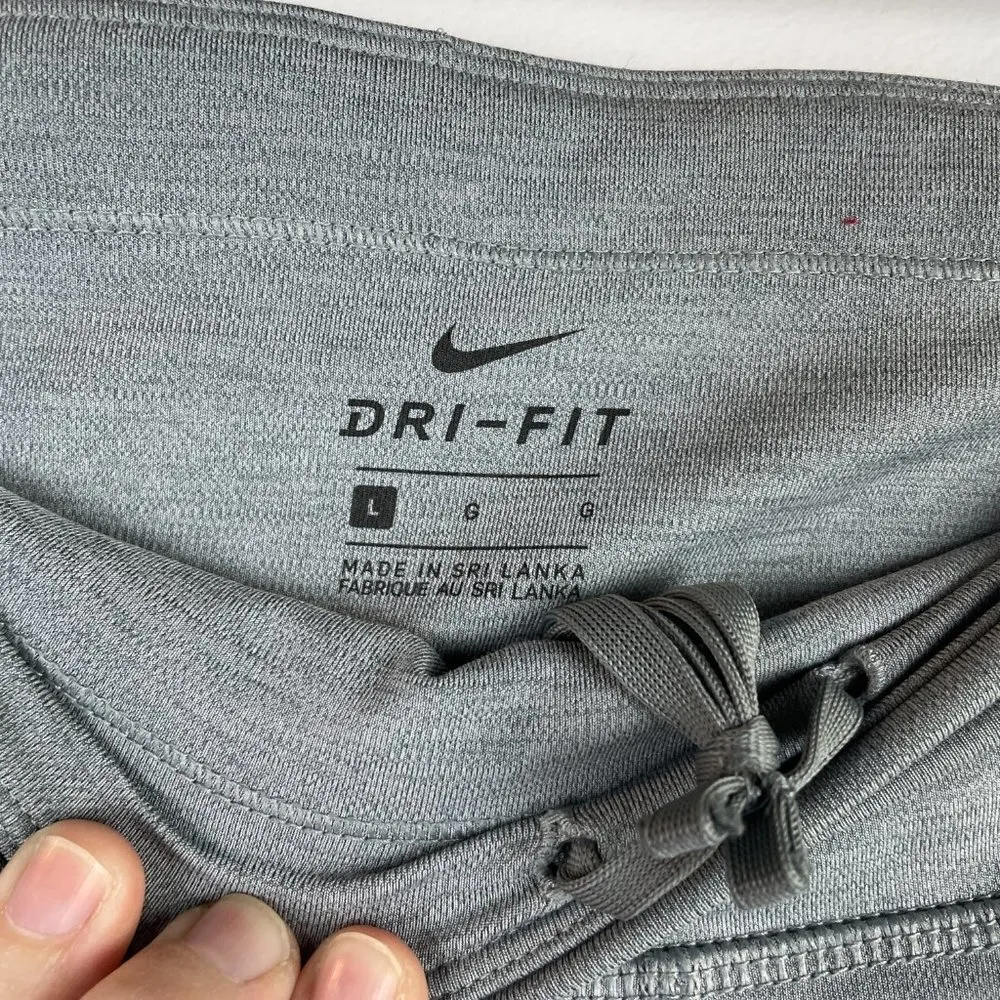 DRI-FIT
L G G
MADE IN SRI LANKA
FABRIQUE AU SRI LANKA